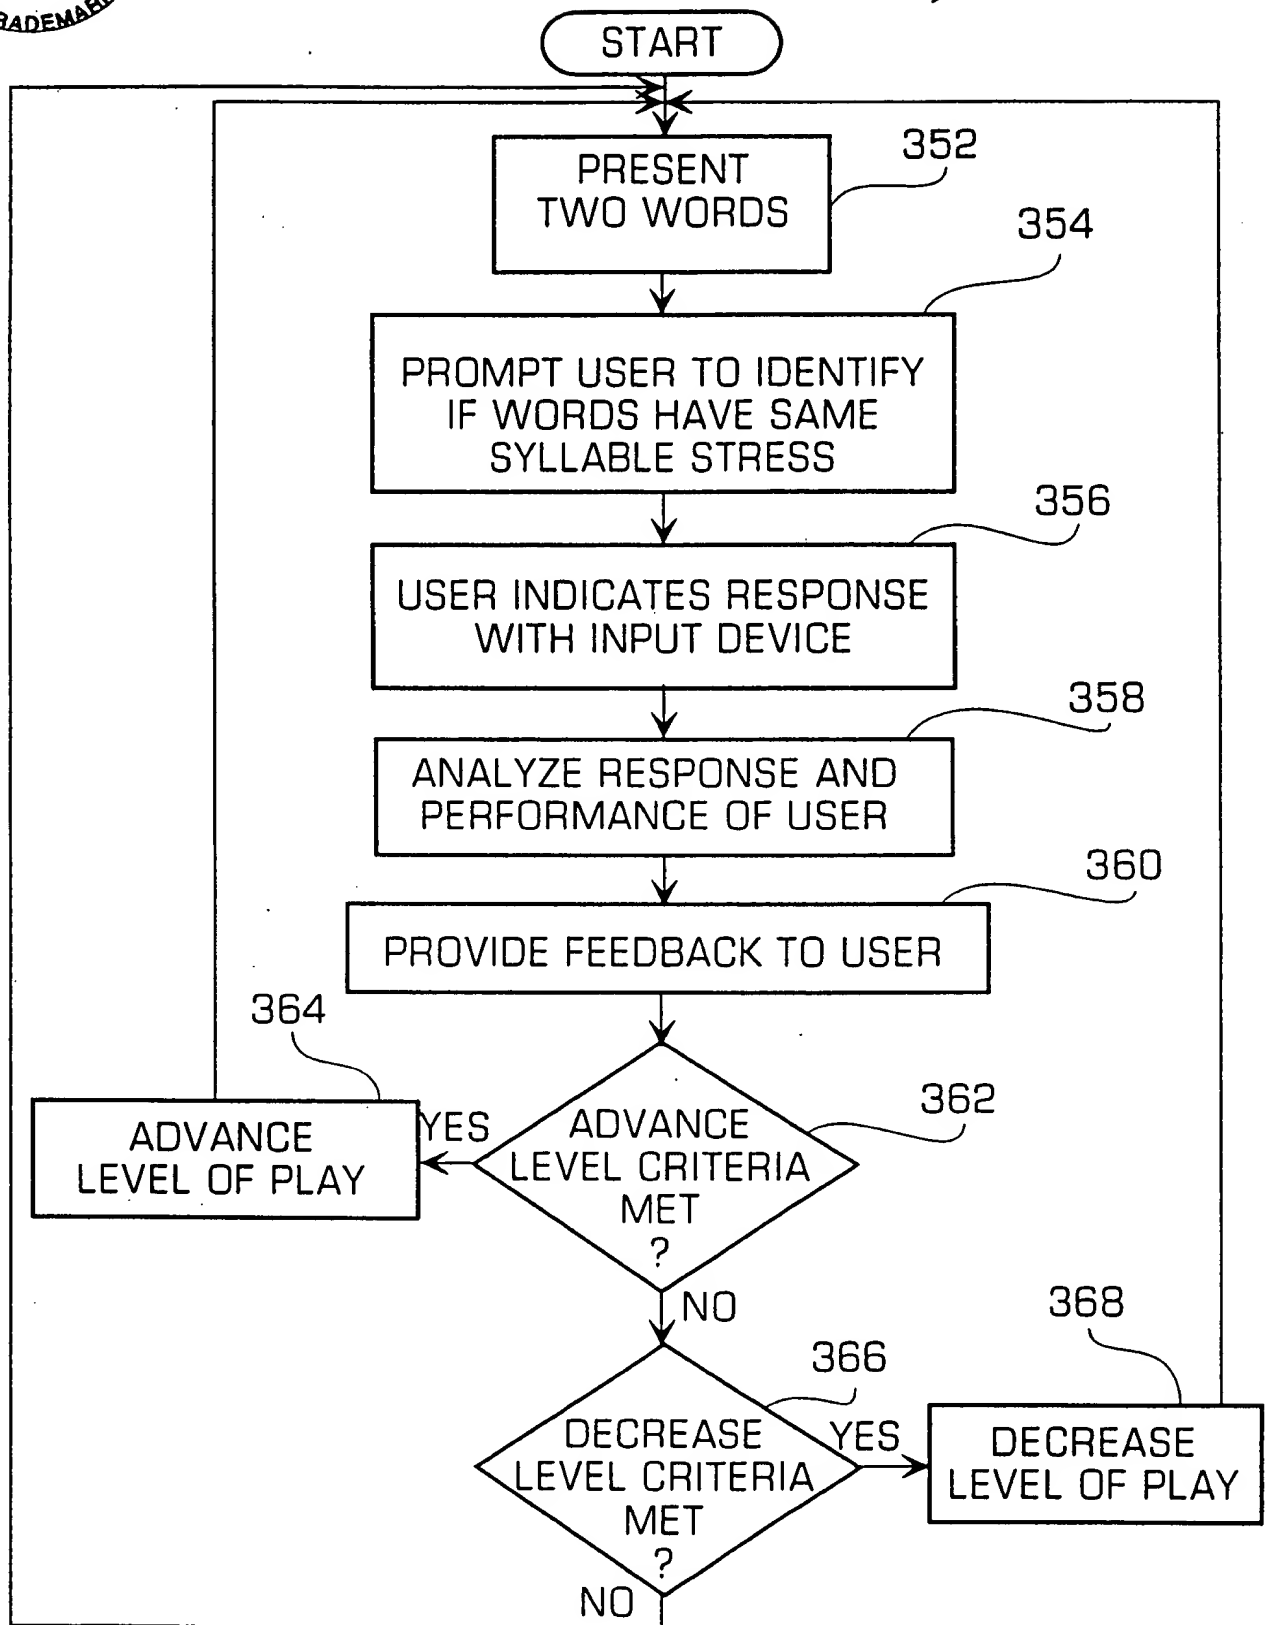 START
PRESENT
TWO WORDS
352
354
PROMPT USER TO IDENTIFY
IF WORDS HAVE SAME
SYLLABLE STRESS
356
USER INDICATES RESPONSE
WITH INPUT DEVICE
358
ANALYZE RESPONSE AND
PERFORMANCE OF USER
360
PROVIDE FEEDBACK TO USER
364
362
ADVANCE
LEVEL OF PLAY
YES
ADVANCE
LEVEL CRITERIA
MET
?
NO
368
366
DECREASE
LEVEL CRITERIA
MET
?
YES
DECREASE
LEVEL OF PLAY
NO